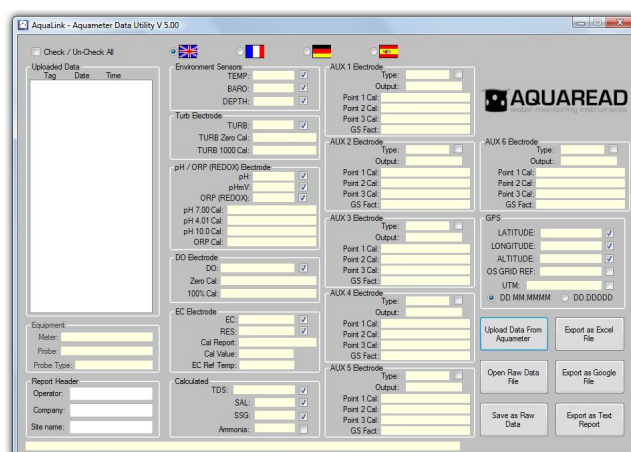 AquaLink - Aquameter Data Utility V 5.00
Check / Un-Check All
Uploaded Data
Tag Date Time
Equipment
Meter:
Probe:
Probe Type:
Report Header
Operator:
Company:
Site name:
Environment Sensors
TEMP:
BARO:
DEPTH:
Turb Electrode
TURB:
TURB Zero Cal:
TURB 1000 Cal:
pH / ORP (REDOX) Electrode
pH:
pHmV:
ORP (REDOX):
pH 7.00 Cal:
pH 4.01 Cal:
pH 10.0 Cal:
ORP Cal:
DO Electrode
DO:
Zero Cal:
100% Cal:
EC Electrode
EC:
RES:
Cal Report:
Cal Value:
EC Ref Temp:
Calculated
TDS:
SAL:
SSG:
Ammonia:
AUX 1 Electrode
Type:
Output:
Point 1 Cal:
Point 2 Cal:
Point 3 Cal:
GS Fact:
AUX 2 Electrode
Type:
Output:
Point 1 Cal:
Point 2 Cal:
Point 3 Cal:
GS Fact:
AUX 3 Electrode
Type:
Output:
Point 1 Cal:
Point 2 Cal:
Point 3 Cal:
GS Fact:
AUX 4 Electrode
Type:
Output:
Point 1 Cal:
Point 2 Cal:
Point 3 Cal:
GS Fact:
AUX 5 Electrode
Type:
Output:
Point 1 Cal:
Point 2 Cal:
Point 3 Cal:
GS Fact:
AQUAREAD
water monitoring instruments
AUX 6 Electrode
Type:
Output:
Point 1 Cal:
Point 2 Cal:
Point 3 Cal:
GS Fact:
GPS
LATITUDE:
LONGITUDE:
ALTITUDE:
OS GRID REF:
UTM:
DD MM.MMMM DD.DDDDD
Upload Data From
Aquameter
Export as Excel
File
Open Raw Data
File
Export as Google
File
Save as Raw
Data
Export as Text
Report